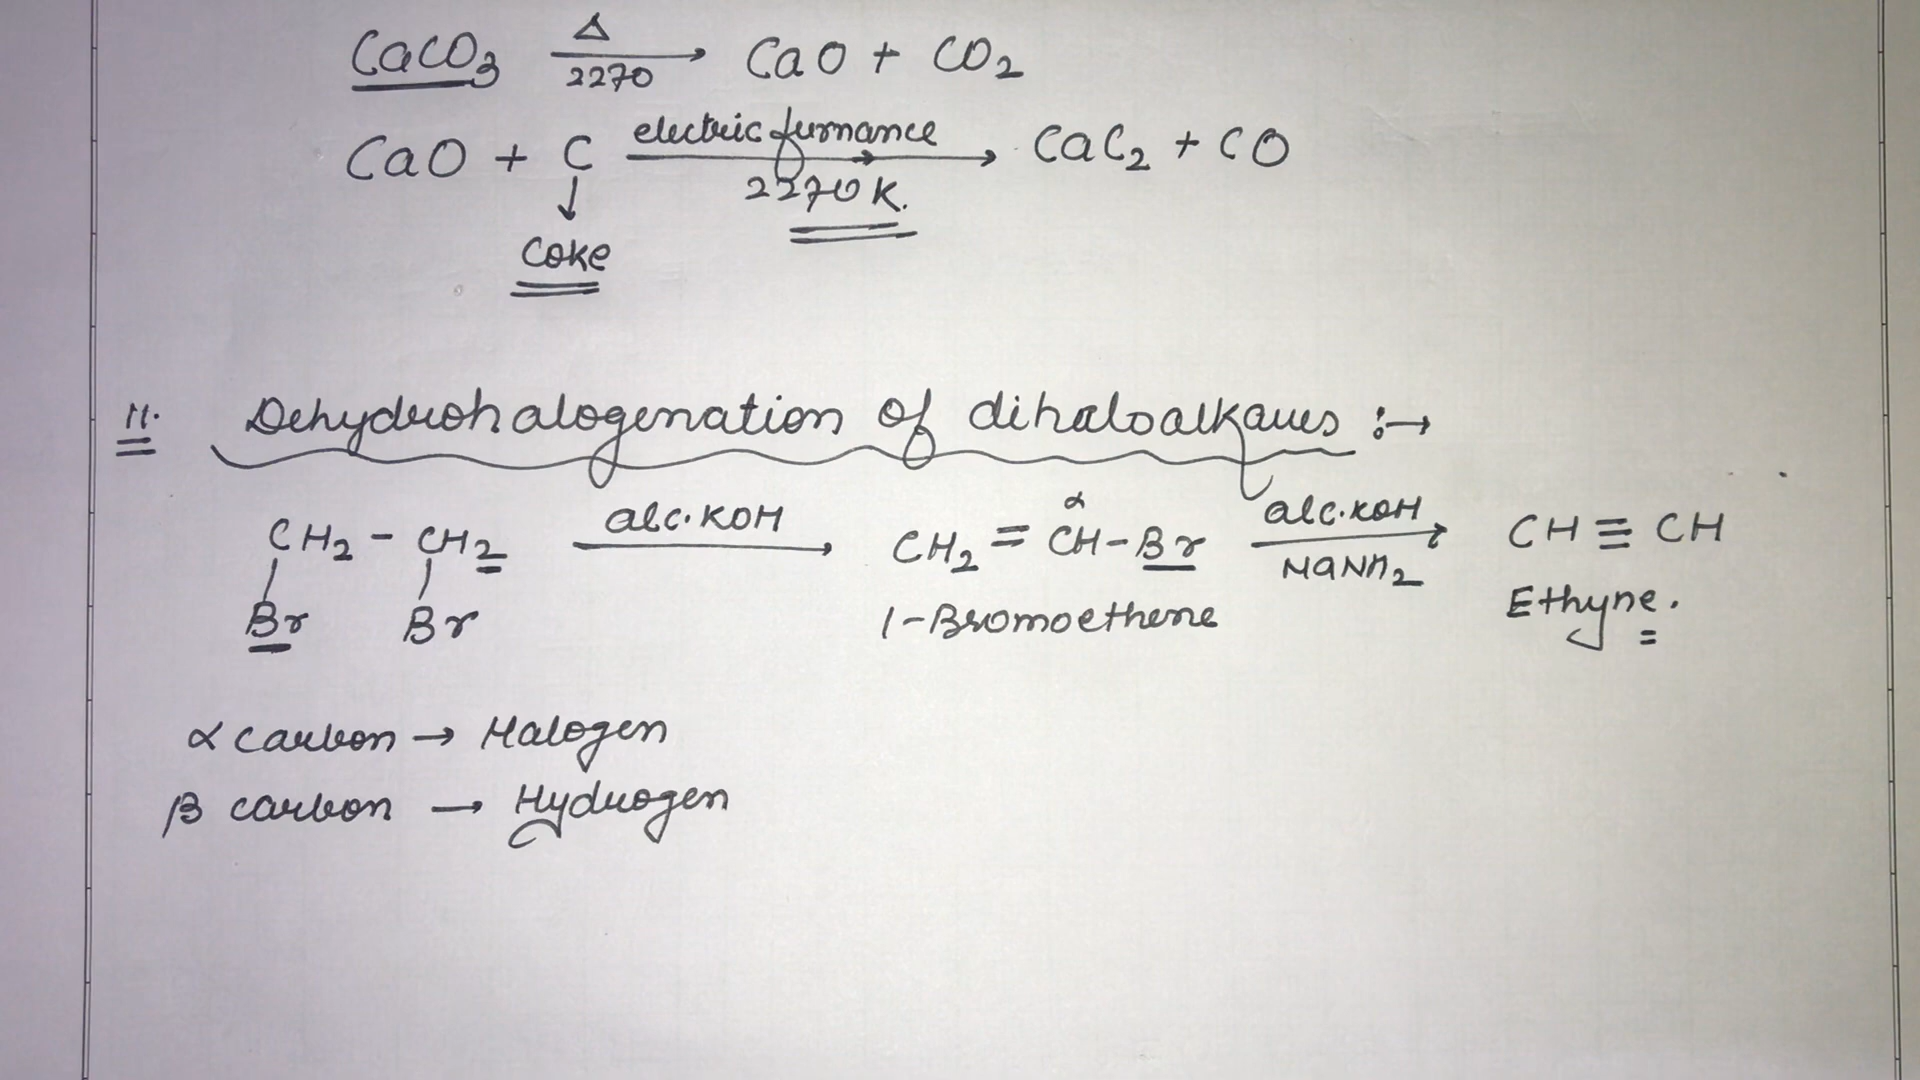 CaCO3 Δ 2270 → CaO + CO2
CaO + C electric furnance 2270 K. → CaC2 + CO
↓
Coke
11. Dehydrohalogenation of dihaloalkanes :→
CH2 - CH2 alc. KOH → CH2 = CH - Br α alc. KOH NaNH2 → CH ≡ CH
Br Br 1-Bromoethene Ethyne.
α carbon → Halogen
β carbon → Hydrogen